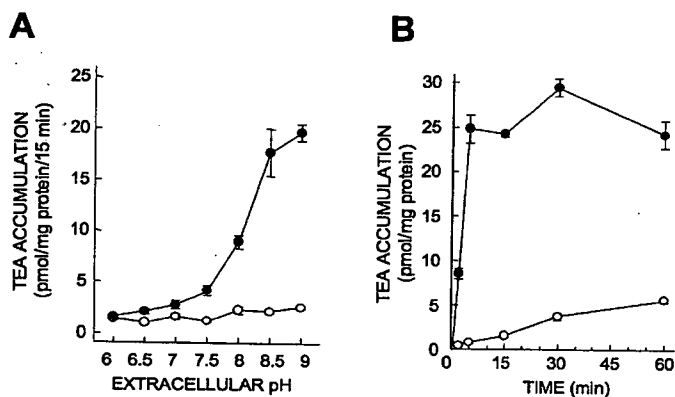 A
TEA ACCUMULATION
(pmol/mg protein/15 min)
25
20
15
10
5
0
6 6.5 7 7.5 8 8.5 9
EXTRACELLULAR pH
B
TEA ACCUMULATION
(pmol/mg protein)
30
25
20
15
10
5
0
0 15 30 45 60
TIME (min)